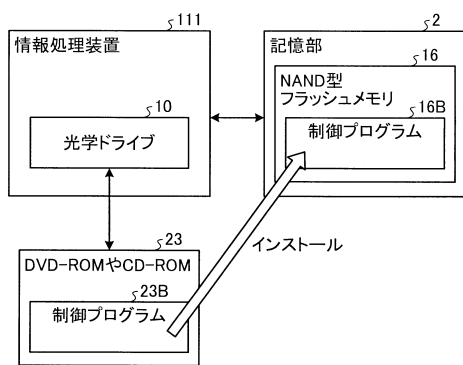 111
情報処理装置
10
光学ドライブ
2
記憶部
16
NAND型
フラッシュメモリ
16B
制御プログラム
インストール
23
DVD-ROMやCD-ROM
23B
制御プログラム